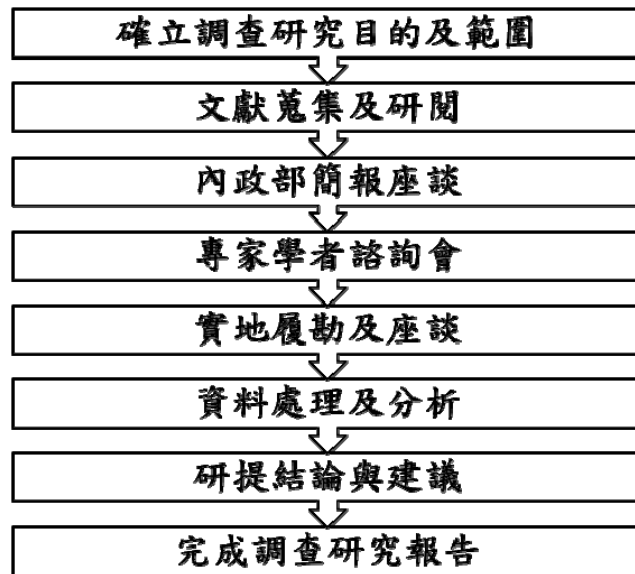 確立調查研究目的及範圍
文獻蒐集及研閱
內政部簡報座談
專家學者諮詢會
實地履勘及座談
資料處理及分析
研提結論與建議
完成調查研究報告